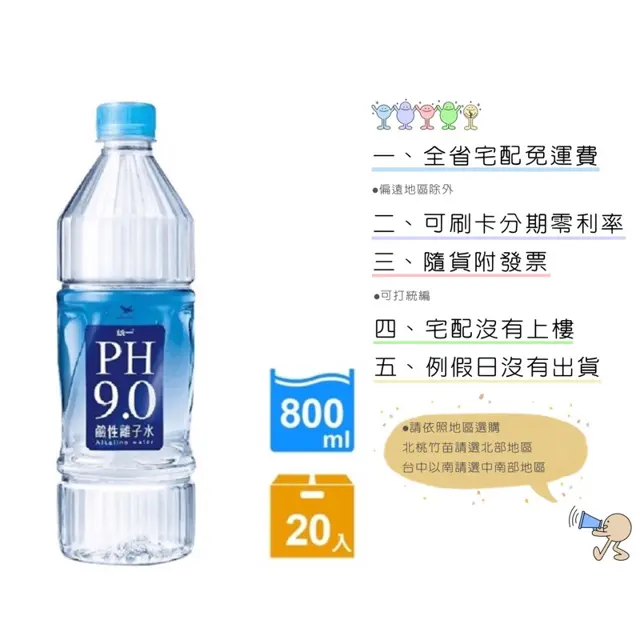 統一
PH
9.0
鹼性離子水
Alkaline water
800
ml
20入
一、全省宅配免運費
●偏遠地區除外
二、可刷卡分期零利率
三、隨貨附發票
●可打統編
四、宅配沒有上樓
五、例假日沒有出貨
●請依照地區選購
北桃竹苗請選北部地區
台中以南請選中南部地區